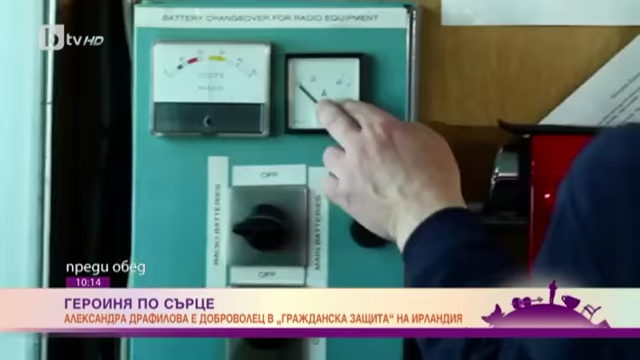 bTV HD
BATTERY CHANGEOVER FOR RADIO EQUIPMENT
VOLTS
A
OFF
RADIO BATTERIES
MAIN BATTERIES
OFF
преди обед
10:14
ГЕРОИНЯ ПО СЪРЦЕ
АЛЕКСАНДРА ДРАФИЛОВА Е ДОБРОВОЛЕЦ В „ГРАЖДАНСКА ЗАЩИТА“ НА ИРЛАНДИЯ